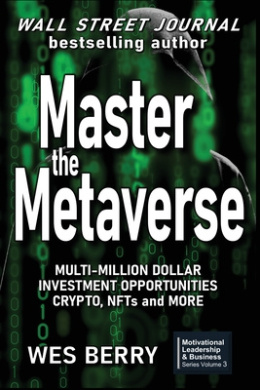 WALL STREET JOURNAL
bestselling author
Master
the
Metaverse
MULTI-MILLION DOLLAR
INVESTMENT OPPORTUNITIES
CRYPTO, NFTs and MORE
WES BERRY
Motivational
Leadership
& Business
Series Volume 3